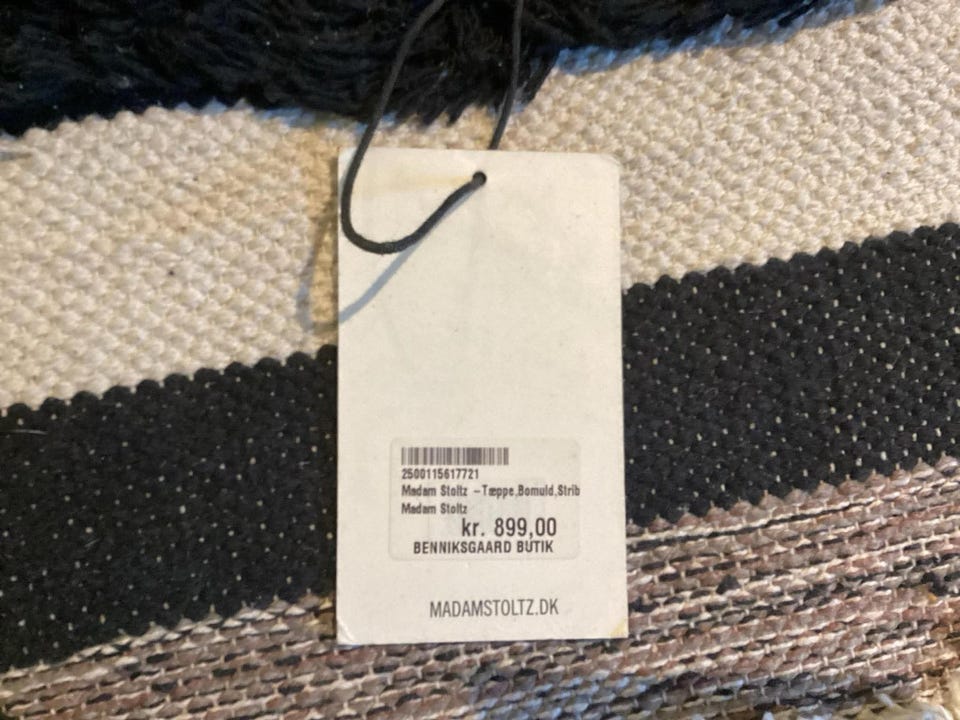 2500115617721
Madam Stoltz -Tæppe,Bomuld,Strib
Madam Stoltz
kr. 899,00
BENNIKSGAARD BUTIK
MADAMSTOLTZ.DK